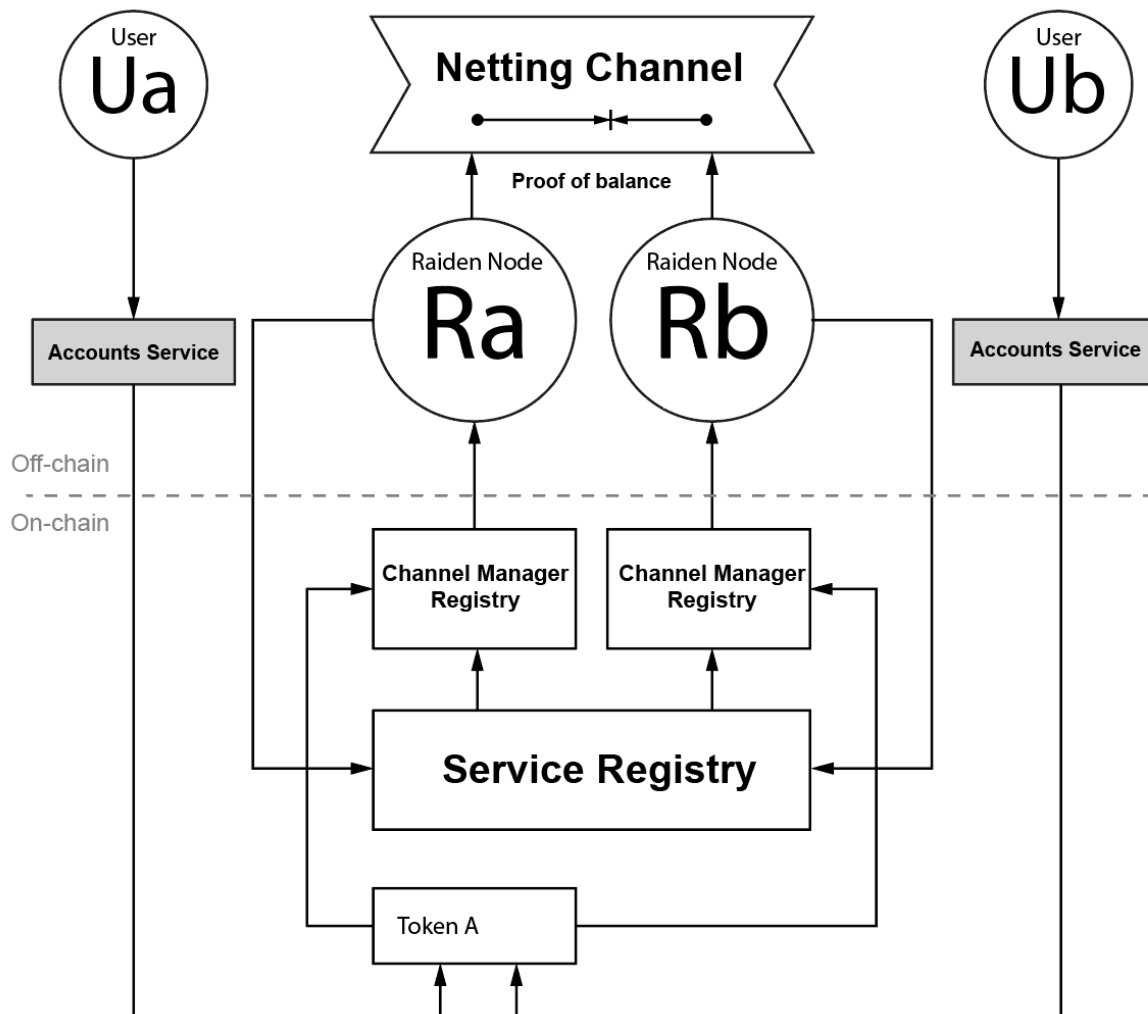 User
Ua
Netting Channel
User
Ub
Proof of balance
Raiden Node
Ra
Raiden Node
Rb
Accounts Service
Accounts Service
Off-chain
On-chain
Channel Manager
Registry
Channel Manager
Registry
Service Registry
Token A